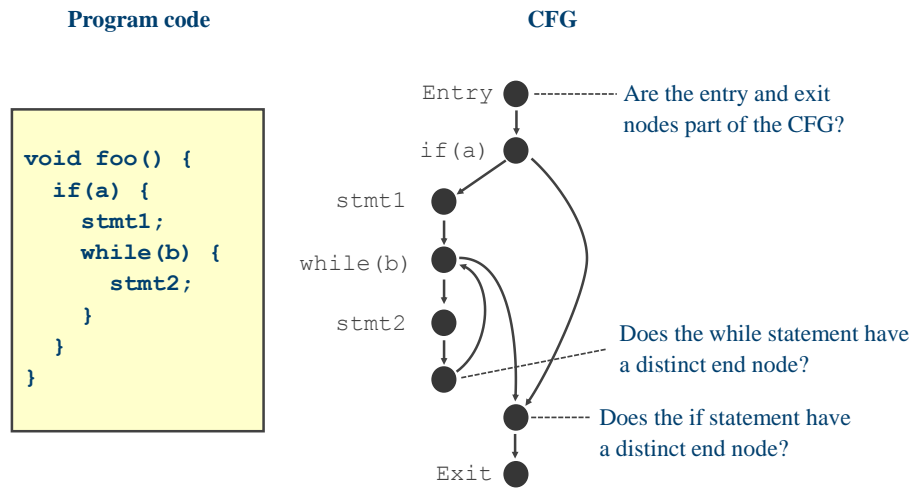 Program code
CFG
void foo() {
if(a) {
stmt1;
while(b) {
stmt2;
}
}
}
Entry
if(a)
stmt1
while(b)
stmt2
Exit
Are the entry and exit
nodes part of the CFG?
Does the while statement have
a distinct end node?
Does the if statement have
a distinct end node?